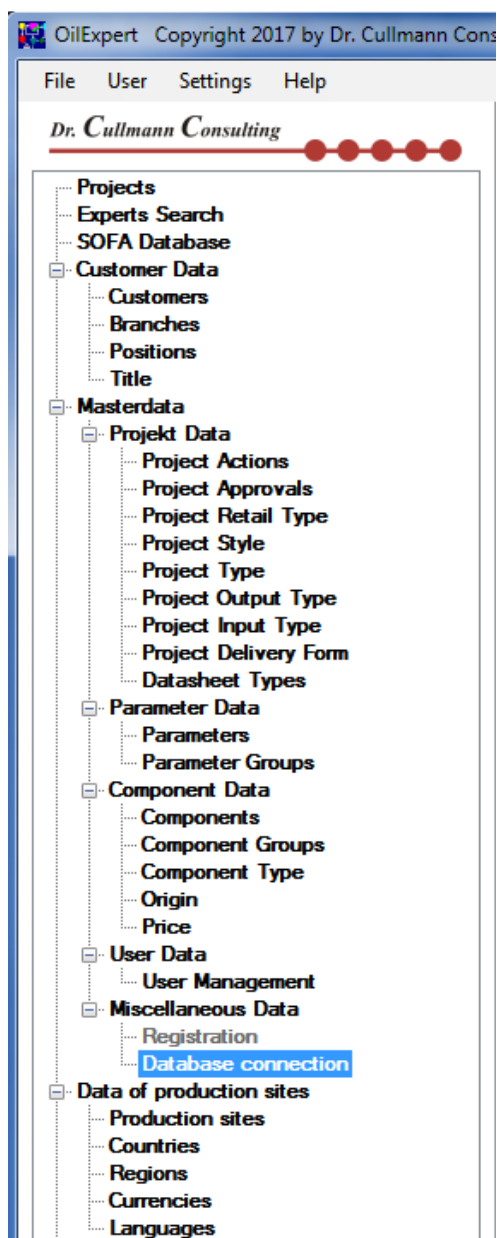 OilExpert Copyright 2017 by Dr. Cullmann Cons
File User Settings Help
Dr. Cullmann Consulting
Projects
Experts Search
SOFA Database
Customer Data
Customers
Branches
Positions
Title
Masterdata
Projekt Data
Project Actions
Project Approvals
Project Retail Type
Project Style
Project Type
Project Output Type
Project Input Type
Project Delivery Form
Datasheet Types
Parameter Data
Parameters
Parameter Groups
Component Data
Components
Component Groups
Component Type
Origin
Price
User Data
User Management
Miscellaneous Data
Registration
Database connection
Data of production sites
Production sites
Countries
Regions
Currencies
Languages